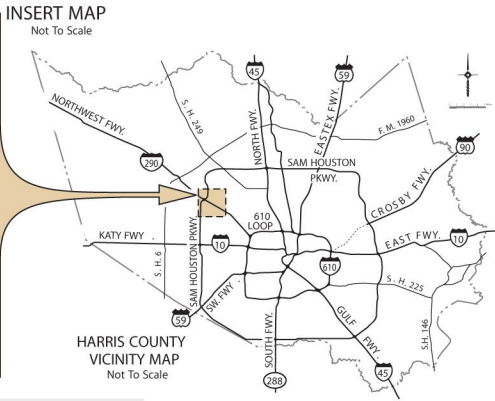 INSERT MAP
Not To Scale
45
59
NORTHWEST FWY.
S. H. 249
NORTH FWY.
EASTEX FWY.
F. M. 1960
90
290
SAM HOUSTON
PKWY.
CROSBY FWY.
610
LOOP
KATY FWY
10
EAST FWY.
10
S. H. 6
SAM HOUSTON PKWY.
610
S. H. 225
SW. FWY
59
SOUTH FWY.
GULF FWY.
S.H. 146
HARRIS COUNTY
VICINITY MAP
Not To Scale
288
45